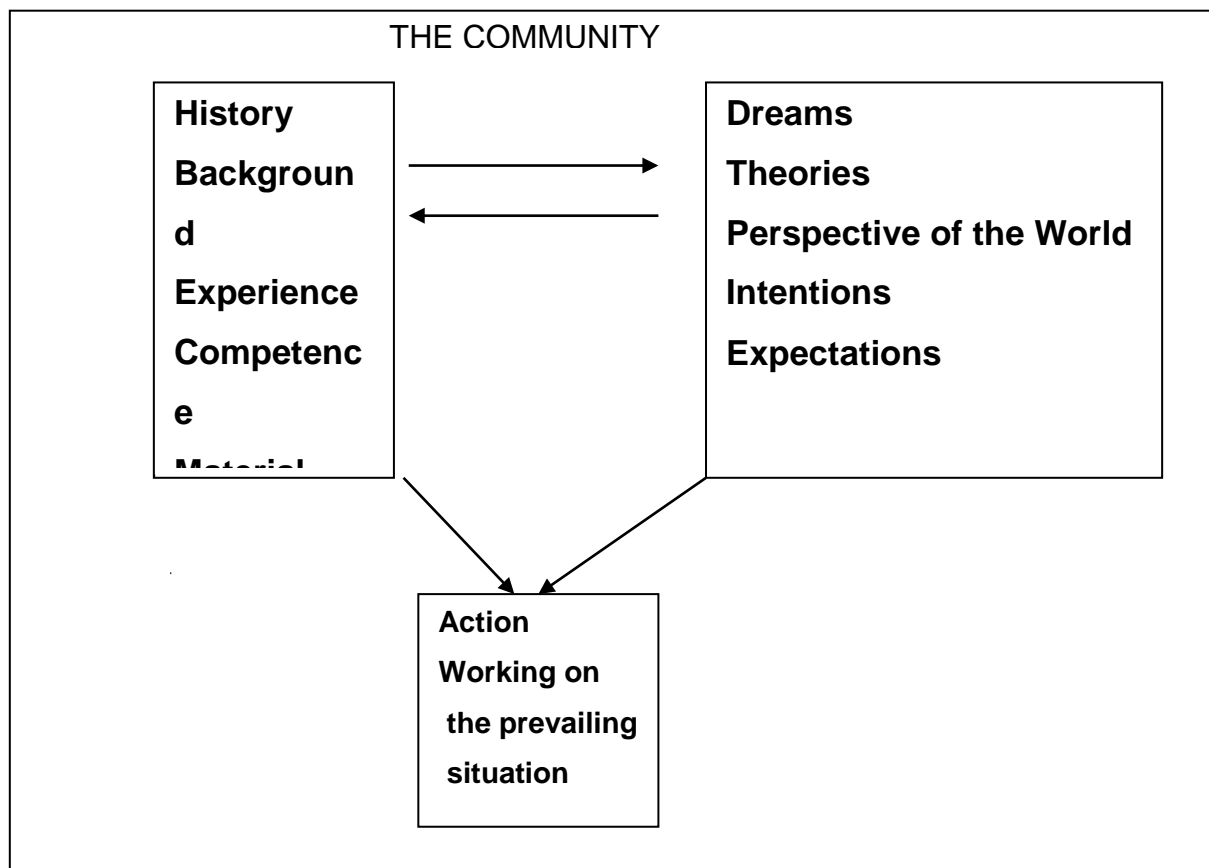 THE COMMUNITY
History
Backgroun
d
Experience
Competenc
e
Material
Dreams
Theories
Perspective of the World
Intentions
Expectations
Action
Working on
the prevailing
situation